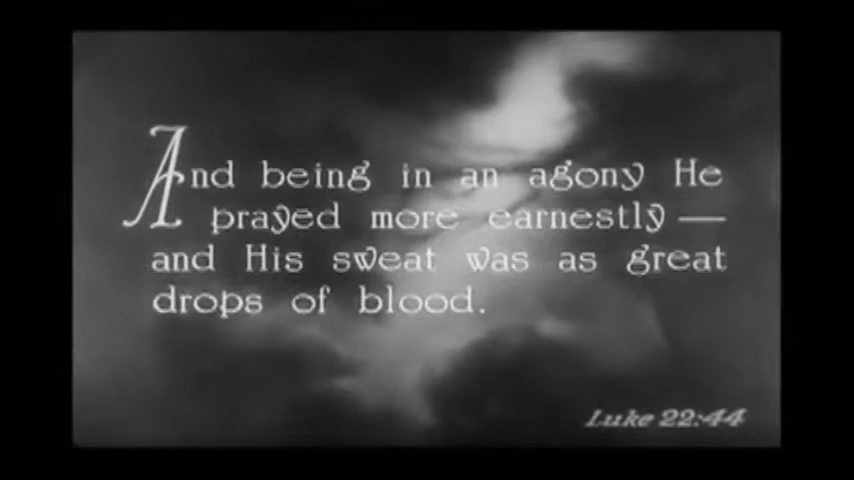 And being in an agony He
prayed more earnestly —
and His sweat was as great
drops of blood.
Luke 22:44